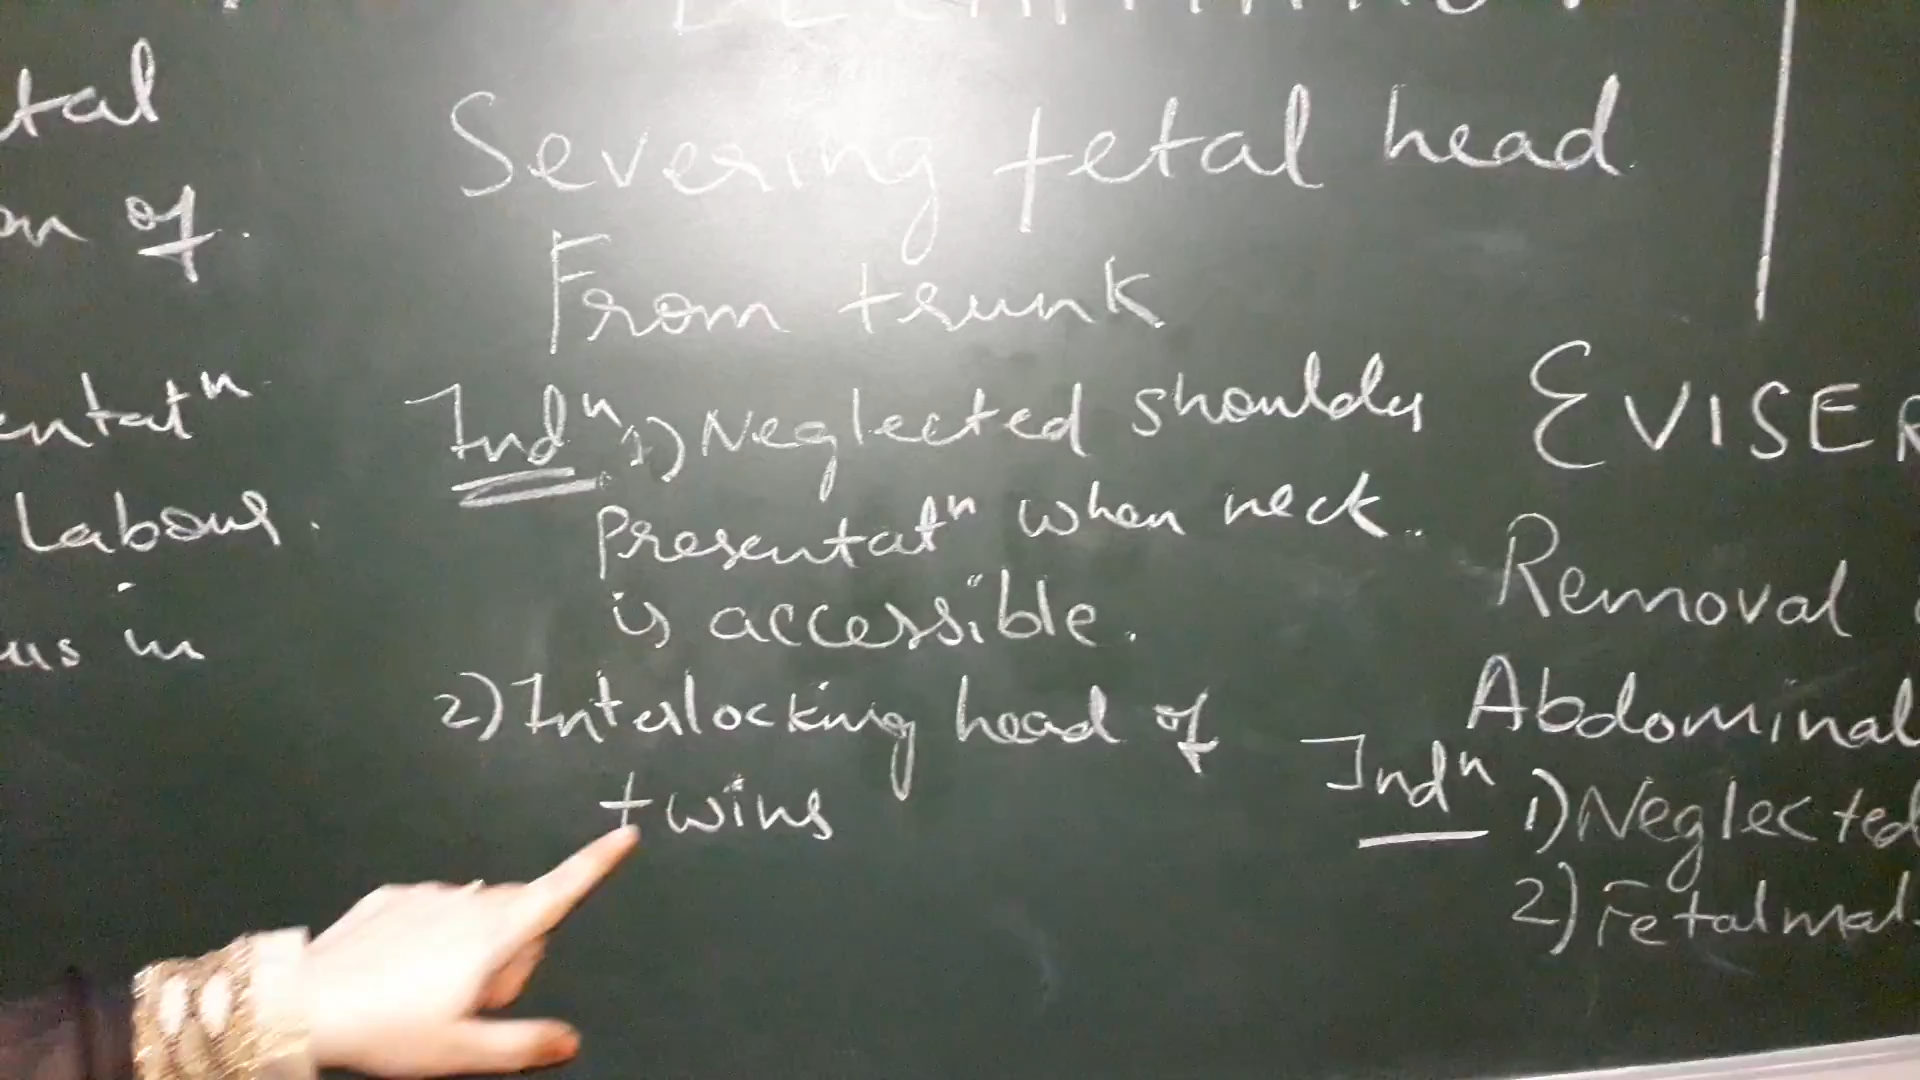 tal
on of.
entatⁿ
Labour.
us in
Severing fetal head
From trunk
Indⁿ 1) Neglected shoulder
Presentatⁿ when neck..
is accessible.
2) Interlocking head of
twins
EVISER
Removal
Abdominal
Indⁿ 1) Neglected
2) Fetal mal